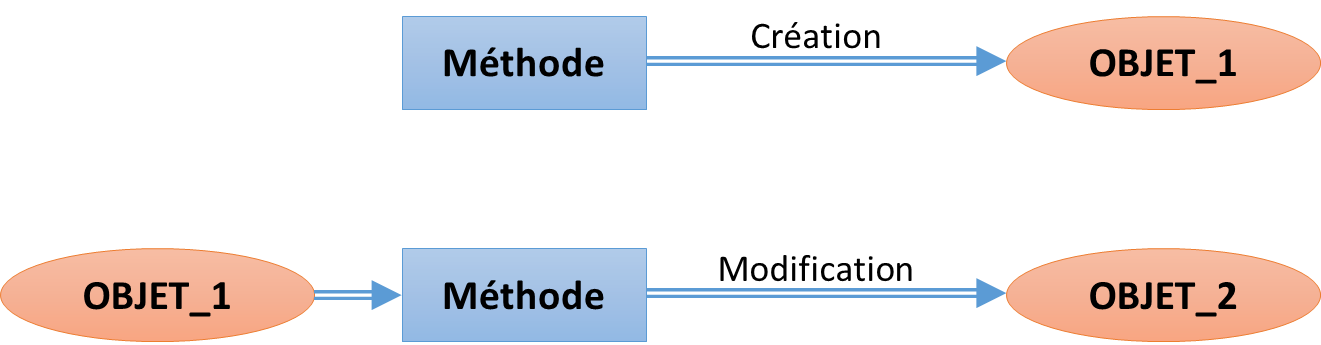 Méthode
Création
OBJET_1
OBJET_1
Méthode
Modification
OBJET_2